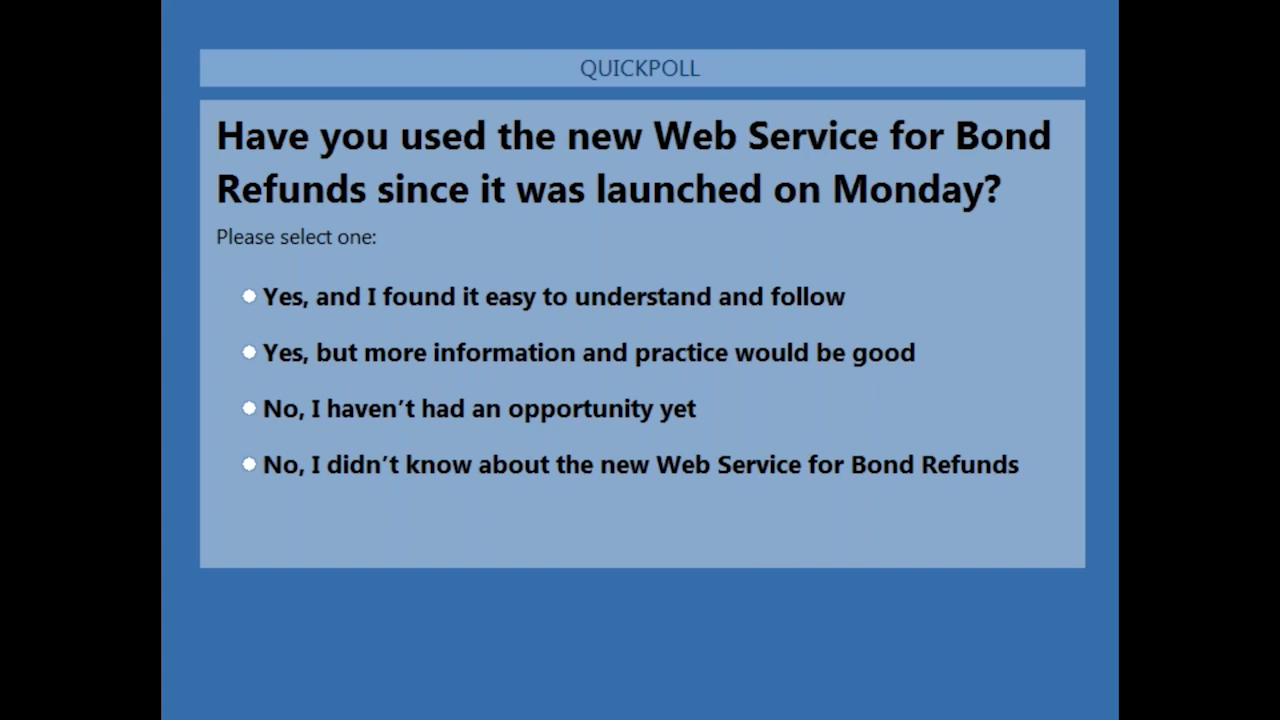 QUICKPOLL
Have you used the new Web Service for Bond
Refunds since it was launched on Monday?
Please select one:
Yes, and I found it easy to understand and follow
Yes, but more information and practice would be good
No, I haven’t had an opportunity yet
No, I didn’t know about the new Web Service for Bond Refunds